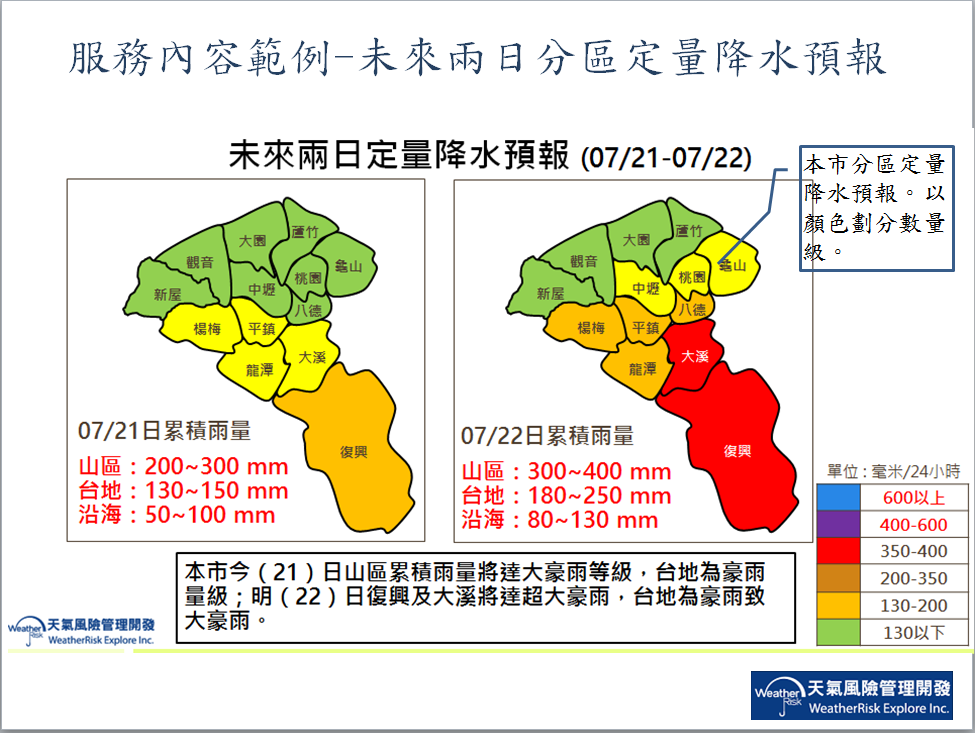 服務內容範例-未來兩日分區定量降水預報
未來兩日定量降水預報 (07/21-07/22)
本市分區定量
降水預報。以
顏色劃分數量
級。
蘆竹
大園
龜山
觀音
桃園
中壢
新屋
八德
楊梅
平鎮
大溪
龍潭
復興
07/21日累積雨量
山區：200~300 mm
台地：130~150 mm
沿海：50~100 mm
蘆竹
大園
龜山
觀音
桃園
中壢
新屋
八德
楊梅
平鎮
大溪
龍潭
復興
07/22日累積雨量
山區：300~400 mm
台地：180~250 mm
沿海：80~130 mm
單位：毫米/24小時
600以上
400-600
350-400
200-350
130-200
130以下
本市今（21）日山區累積雨量將達大豪雨等級，台地為豪雨
量級；明（22）日復興及大溪將達超大豪雨，台地為豪雨致
大豪雨。
WeatherRisk 天氣風險管理開發
WeatherRisk Explore Inc.
WeatherRisk 天氣風險管理開發
WeatherRisk Explore Inc.